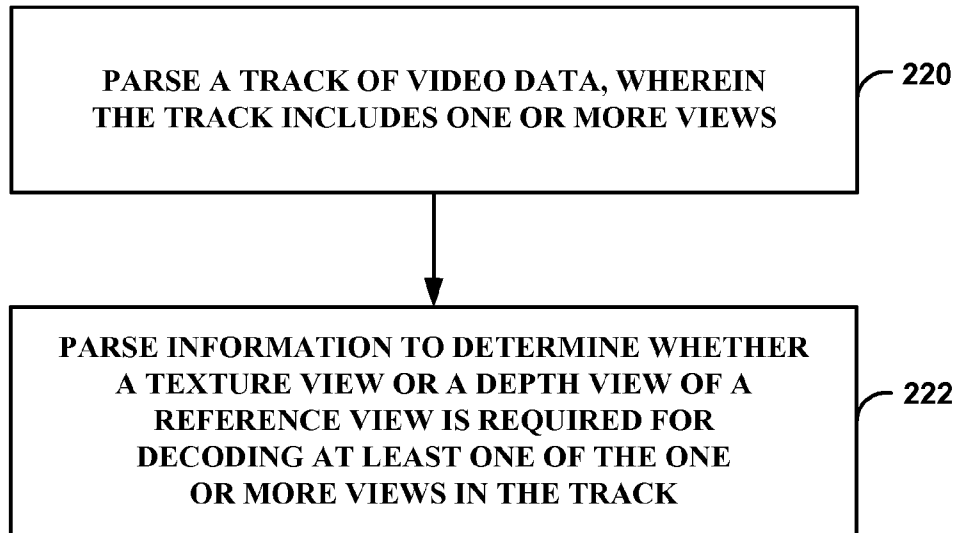 PARSE A TRACK OF VIDEO DATA, WHEREIN
THE TRACK INCLUDES ONE OR MORE VIEWS
220
PARSE INFORMATION TO DETERMINE WHETHER
A TEXTURE VIEW OR A DEPTH VIEW OF A
REFERENCE VIEW IS REQUIRED FOR
DECODING AT LEAST ONE OF THE ONE
OR MORE VIEWS IN THE TRACK
222